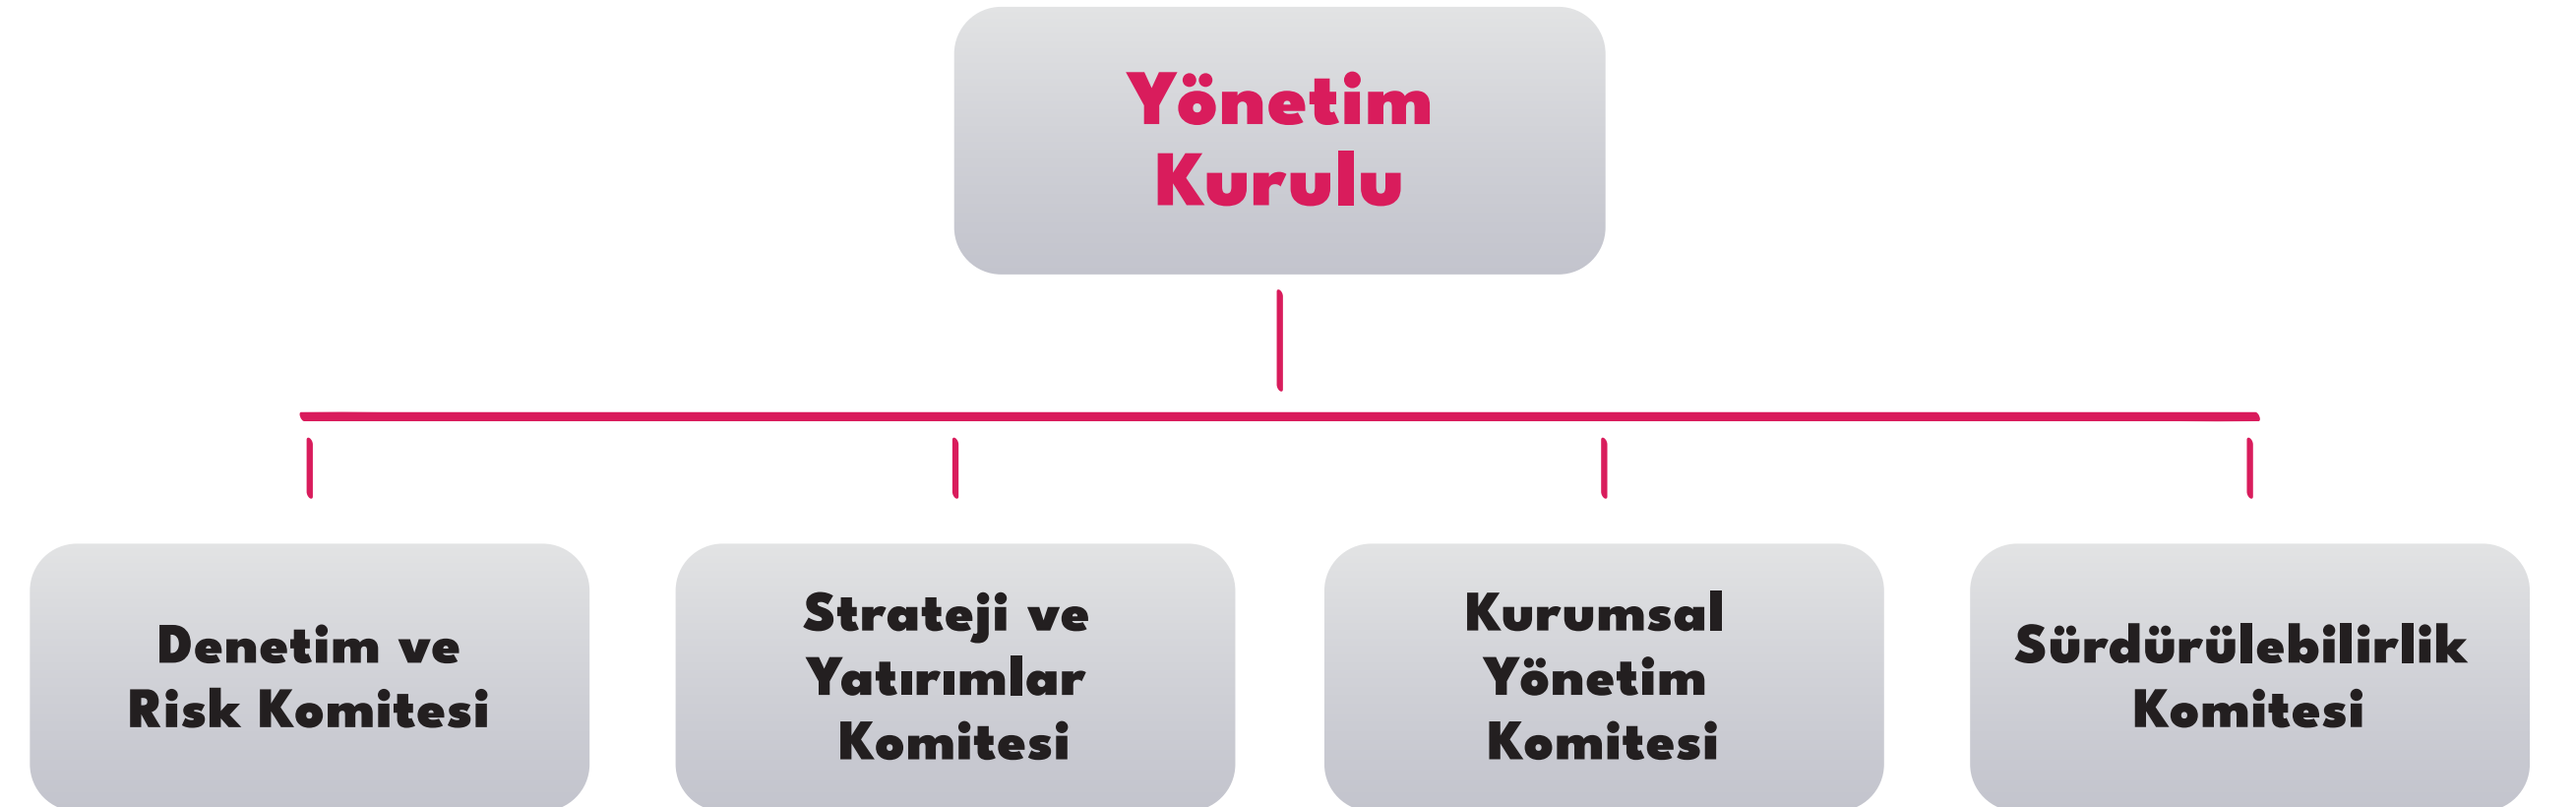 Yönetim
Kurulu
Denetim ve
Risk Komitesi
Strateji ve
Yatırımlar
Komitesi
Kurumsal
Yönetim
Komitesi
Sürdürülebilirlik
Komitesi